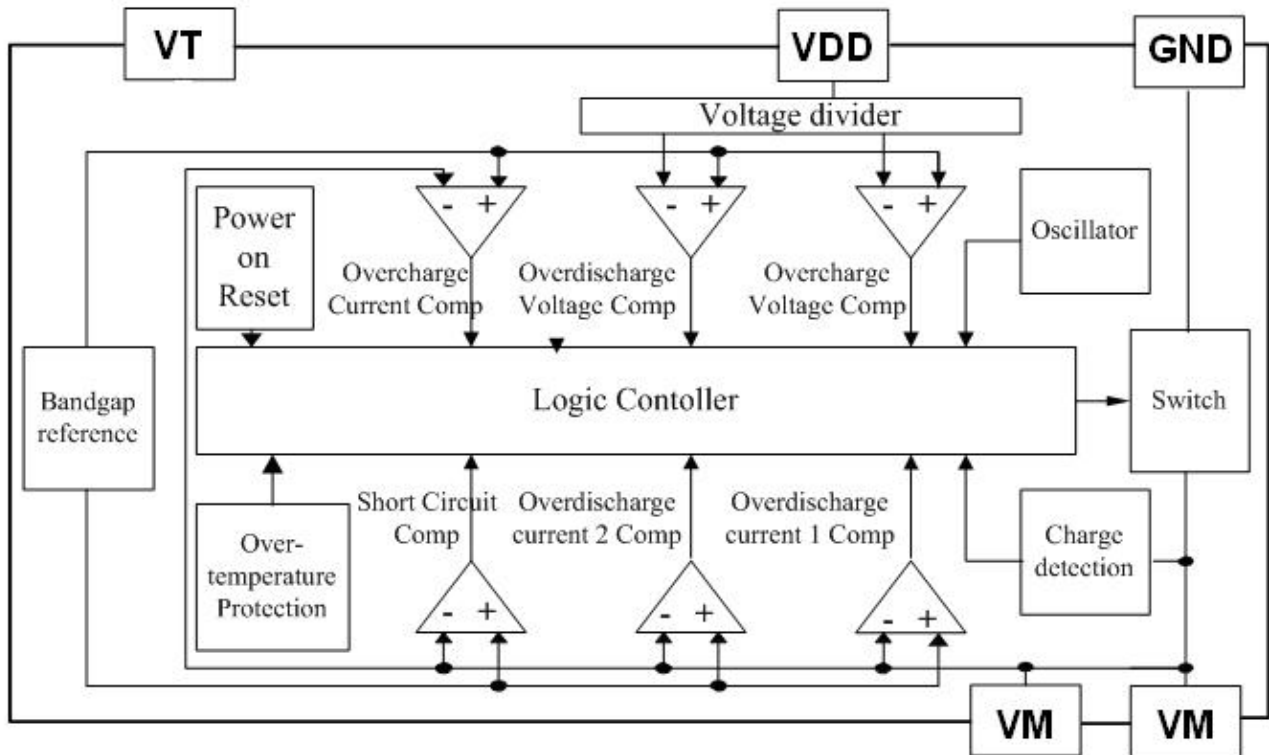 VT
VDD
GND
Voltage divider
- +
- +
- +
Power
on
Reset
Oscillator
Overcharge
Current Comp
Overdischarge
Voltage Comp
Overcharge
Voltage Comp
Bandgap
reference
Logic Contoller
Switch
Short Circuit
Comp
Overdischarge
current 2 Comp
Overdischarge
current 1 Comp
Over-
temperature
Protection
Charge
detection
- +
- +
- +
VM
VM